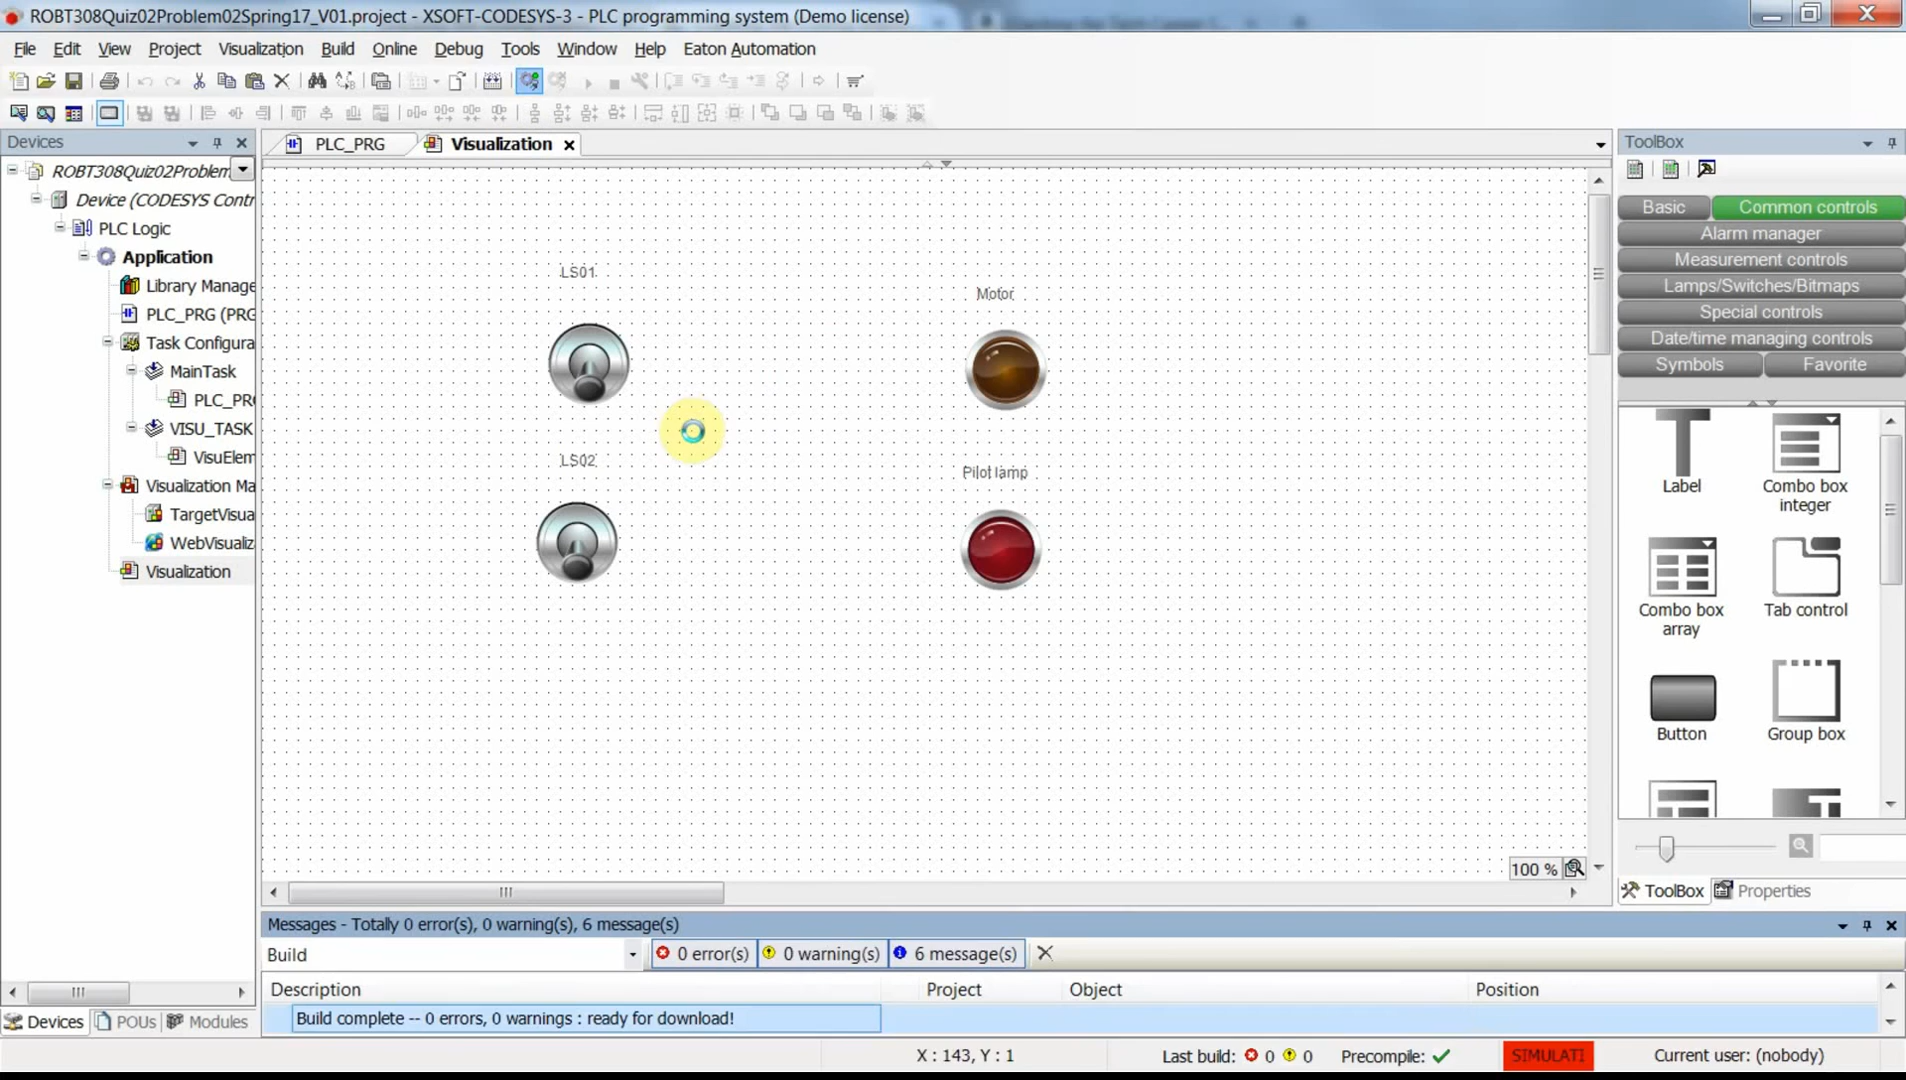 ROBT308Quiz02Problem02Spring17_V01.project - XSOFT-CODESYS-3 - PLC programming system (Demo license)
File Edit View Project Visualization Build Online Debug Tools Window Help Eaton Automation
Devices
ROBT308Quiz02Problem
Device (CODESYS Contr
PLC Logic
Application
Library Manage
PLC_PRG (PRG
Task Configura
MainTask
PLC_PR
VISU_TASK
VisuElem
Visualization Ma
TargetVisua
WebVisualiz
Visualization
Devices POUs Modules
PLC_PRG Visualization
LS01
Motor
LS02
Pilot lamp
100 %
ToolBox
Basic Common controls
Alarm manager
Measurement controls
Lamps/Switches/Bitmaps
Special controls
Date/time managing controls
Symbols Favorite
Label
Combo box integer
Combo box array
Tab control
Button
Group box
ToolBox Properties
Messages - Totally 0 error(s), 0 warning(s), 6 message(s)
Build 0 error(s) 0 warning(s) 6 message(s)
Description Project Object Position
Build complete -- 0 errors, 0 warnings : ready for download!
X : 143, Y : 1 Last build: 0 0 Precompile: SIMULATI Current user: (nobody)